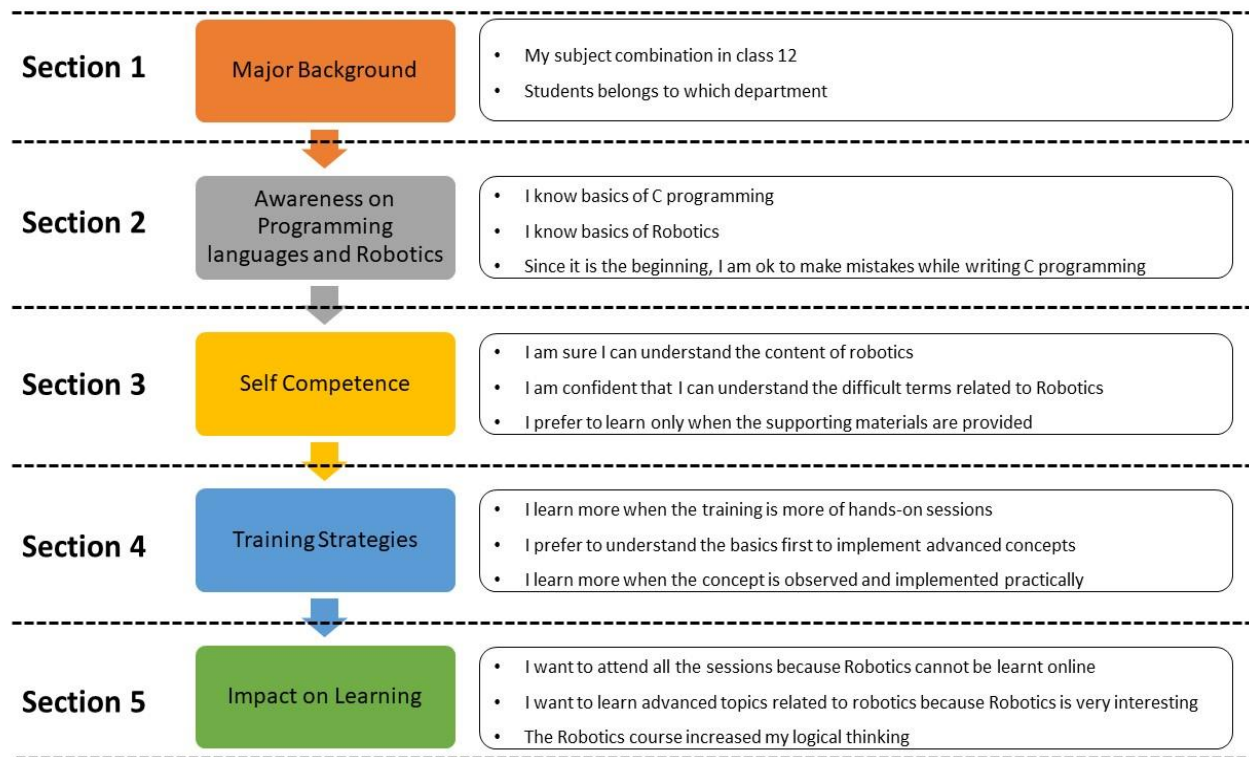 Section 1
Major Background
• My subject combination in class 12
• Students belongs to which department
Section 2
Awareness on
Programming
languages and Robotics
• I know basics of C programming
• I know basics of Robotics
• Since it is the beginning, I am ok to make mistakes while writing C programming
Section 3
Self Competence
• I am sure I can understand the content of robotics
• I am confident that I can understand the difficult terms related to Robotics
• I prefer to learn only when the supporting materials are provided
Section 4
Training Strategies
• I learn more when the training is more of hands-on sessions
• I prefer to understand the basics first to implement advanced concepts
• I learn more when the concept is observed and implemented practically
Section 5
Impact on Learning
• I want to attend all the sessions because Robotics cannot be learnt online
• I want to learn advanced topics related to robotics because Robotics is very interesting
• The Robotics course increased my logical thinking